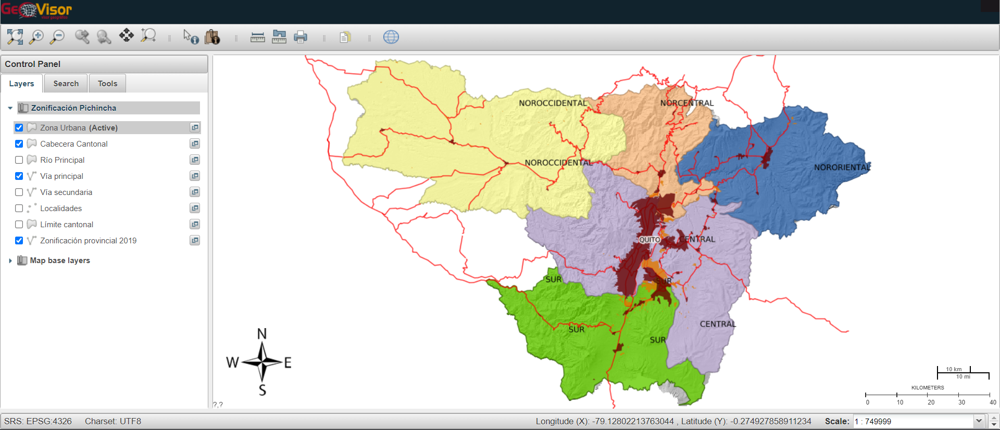 GeoVisor
visor geográfico
Control Panel
Layers
Search
Tools
Zonificación Pichincha
Zona Urbana (Active)
Cabecera Cantonal
Río Principal
Vía principal
Vía secundaria
Localidades
Límite cantonal
Zonificación provincial 2019
Map base layers
NOROCCIDENTAL
NORCENTRAL
NOROCCIDENTAL
NORORIENTAL
QUITO
CENTRAL
SUR
SUR
CENTRAL
SUR
SUR
N
W E
S
?,?
10 km
10 mi
KILOMETERS
0 10 20 30 40
SRS: EPSG:4326 Charset: UTF8
Longitude (X): -79.12802213763044 , Latitude (Y): -0.274927858911234 Scale: 1 : 749999